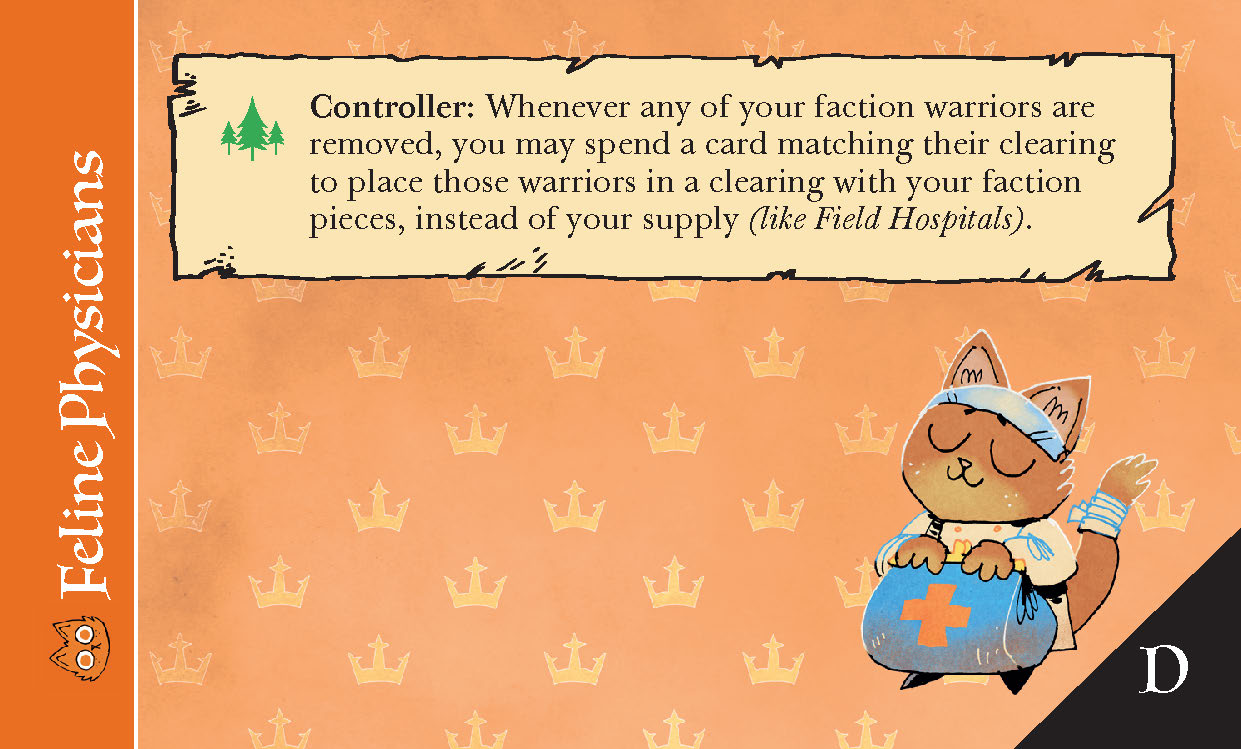 Feline Physicians
Controller: Whenever any of your faction warriors are
removed, you may spend a card matching their clearing
to place those warriors in a clearing with your faction
pieces, instead of your supply (like Field Hospitals).
D